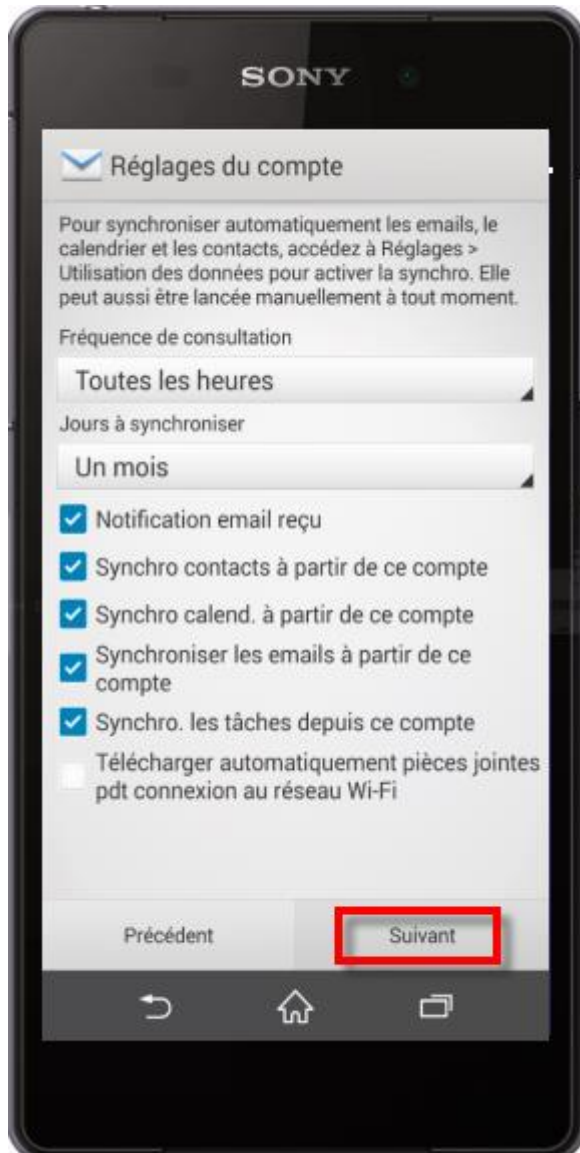 SONY
Réglages du compte
Pour synchroniser automatiquement les emails, le
calendrier et les contacts, accédez à Réglages >
Utilisation des données pour activer la synchro. Elle
peut aussi être lancée manuellement à tout moment.
Fréquence de consultation
Toutes les heures
Jours à synchroniser
Un mois
Notification email reçu
Synchro contacts à partir de ce compte
Synchro calend. à partir de ce compte
Synchroniser les emails à partir de ce
compte
Synchro. les tâches depuis ce compte
Télécharger automatiquement pièces jointes
pdt connexion au réseau Wi-Fi
Précédent Suivant